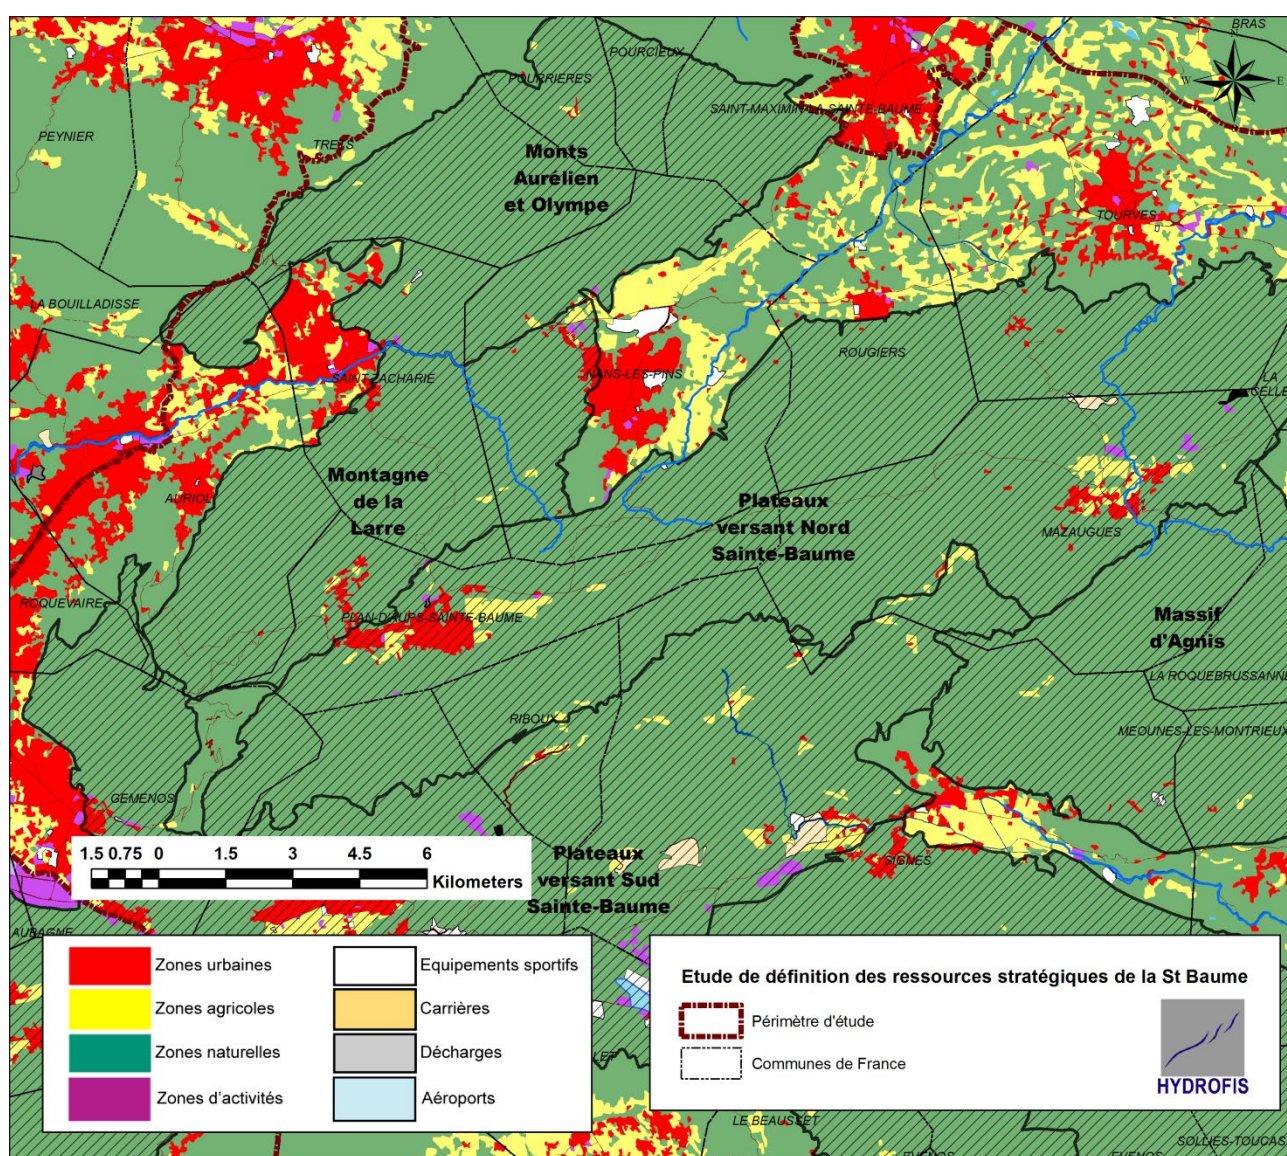 BRAS
N
W
E
S
POURCIEUX
POURRIERES
SAINT-MAXIMIN-LA-SAINTE-BAUME
PEYNIER
TRETS
Monts
Aurélien
et Olympe
TOURVES
LA BOUILLADISSE
ROUGIERS
SAINT-ZACHARIE
NANS-LES-PINS
LA
CELLE
Montagne
de la
Larre
AURIOL
Plateaux
versant Nord
Sainte-Baume
MAZAUGUES
ROQUEVAIRE
PLAN-D'AUPS-SAINTE-BAUME
Massif
d'Agnis
LA ROQUEBRUSSANNE
RIBOUX
MEOUNES-LES-MONTRIEUX
GEMENOS
1.5 0.75 0 1.5 3 4.5 6
Kilometers
Plateaux
versant Sud
Sainte-Baume
SIGNES
AUBAGNE
Zones urbaines
Zones agricoles
Zones naturelles
Zones d'activités
Equipements sportifs
Carrières
Décharges
Aéroports
LET
Etude de définition des ressources stratégiques de la St Baume
Périmètre d'étude
Communes de France
HYDROFIS
LE BEAUSSET
SOLLIES-TOUCAS
EVENOS
EVENOS